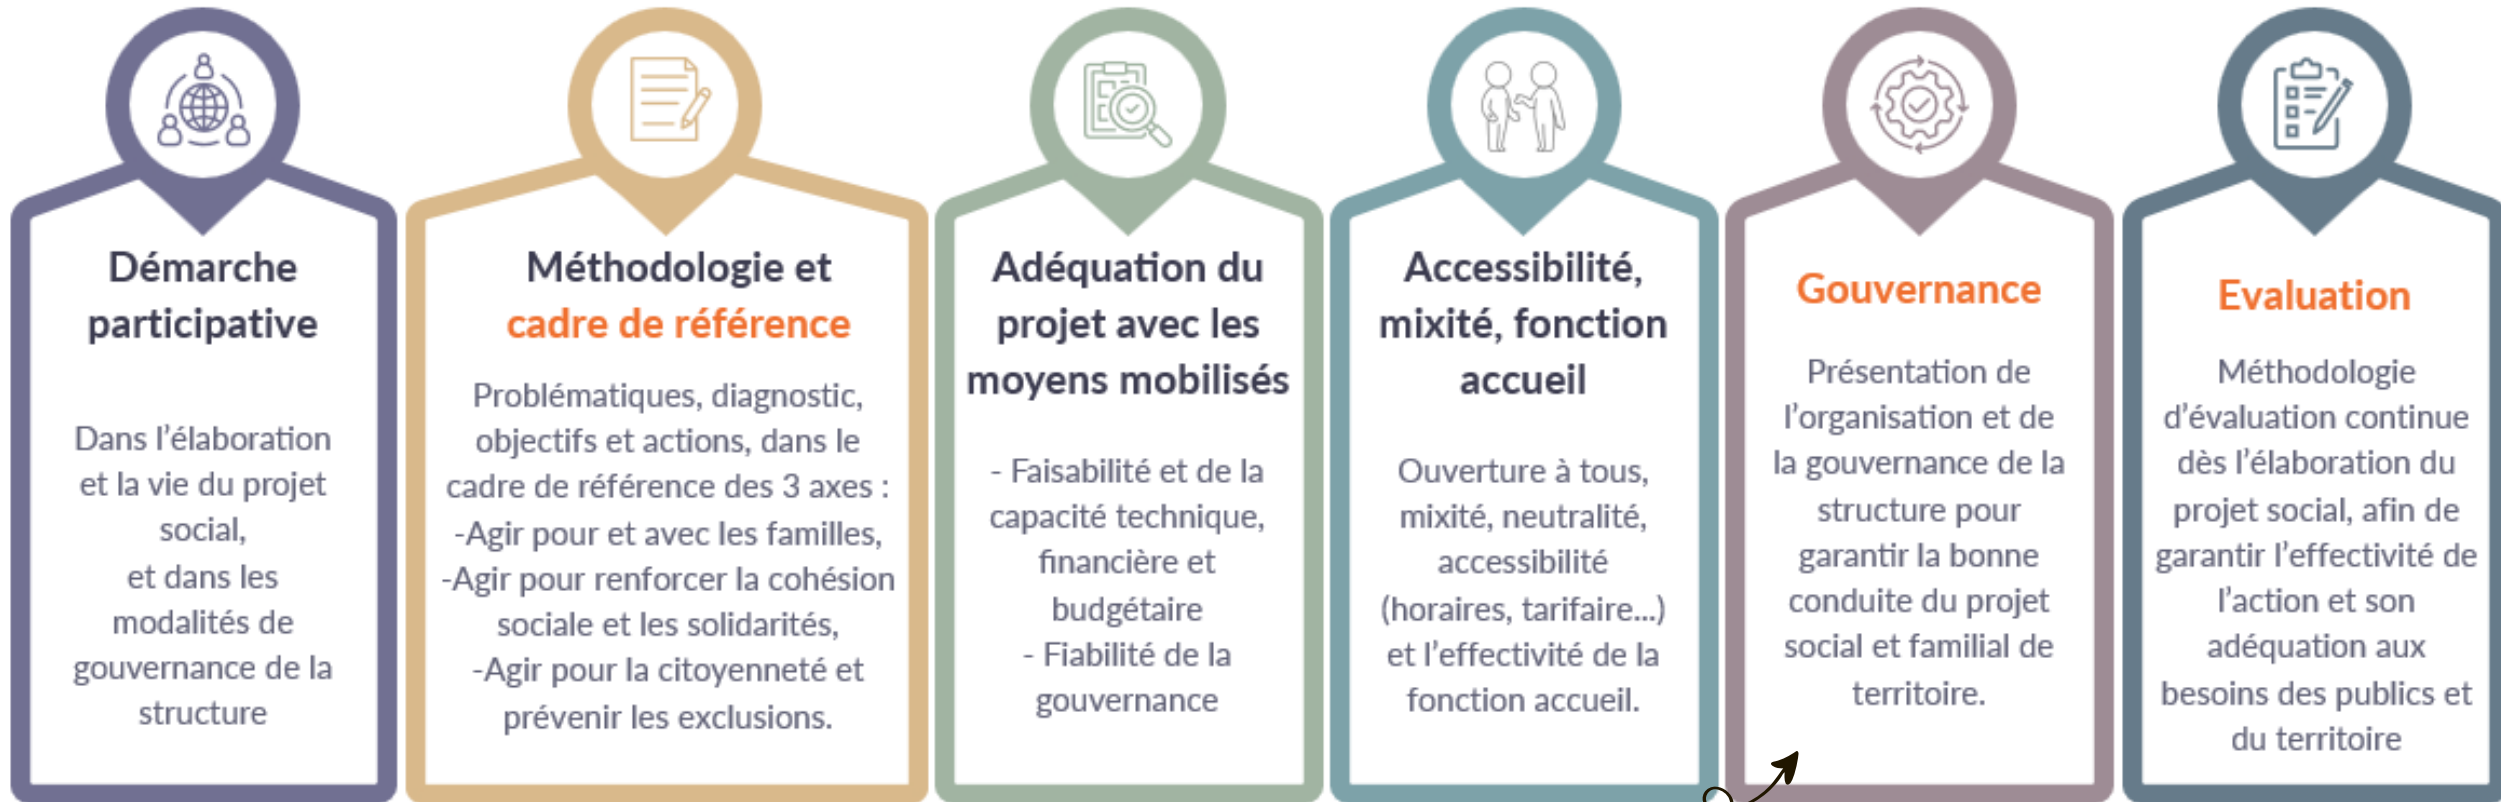 Démarche
participative
Dans l’élaboration
et la vie du projet
social,
et dans les
modalités de
gouvernance de la
structure
Méthodologie et
cadre de référence
Problématiques, diagnostic,
objectifs et actions, dans le
cadre de référence des 3 axes :
-Agir pour et avec les familles,
-Agir pour renforcer la cohésion
sociale et les solidarités,
-Agir pour la citoyenneté et
prévenir les exclusions.
Adéquation du
projet avec les
moyens mobilisés
- Faisabilité et de la
capacité technique,
financière et
budgétaire
- Fiabilité de la
gouvernance
Accessibilité,
mixité, fonction
accueil
Ouverture à tous,
mixité, neutralité,
accessibilité
(horaires, tarifaire...)
et l’effectivité de la
fonction accueil.
Gouvernance
Présentation de
l’organisation et de
la gouvernance de la
structure pour
garantir la bonne
conduite du projet
social et familial de
territoire.
Evaluation
Méthodologie
d’évaluation continue
dès l’élaboration du
projet social, afin de
garantir l’effectivité de
l’action et son
adéquation aux
besoins des publics et
du territoire